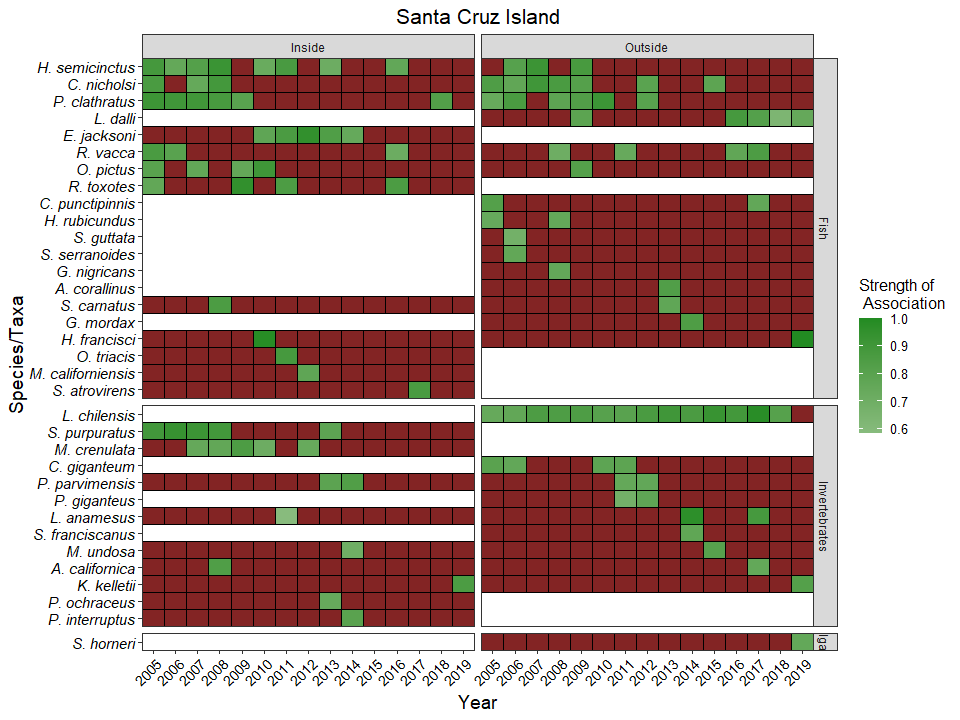 Santa Cruz Island
Inside
Outside
H. semicinctus
C. nicholsi
P. clathratus
L. dalli
E. jacksoni
R. vacca
O. pictus
R. toxotes
C. punctipinnis
H. rubicundus
S. guttata
S. serranoides
G. nigricans
A. corallinus
S. carnatus
G. mordax
H. francisci
O. triacis
M. californiensis
S. atrovirens
Fish
L. chilensis
S. purpuratus
M. crenulata
C. giganteum
P. parvimensis
P. giganteus
L. anamesus
S. franciscanus
M. undosa
A. californica
K. kelletii
P. ochraceus
P. interruptus
Invertebrates
S. horneri
lga
Species/Taxa
2005 2006 2007 2008 2009 2010 2011 2012 2013 2014 2015 2016 2017 2018 2019
2005 2006 2007 2008 2009 2010 2011 2012 2013 2014 2015 2016 2017 2018 2019
Year
Strength of
Association
1.0
0.9
0.8
0.7
0.6